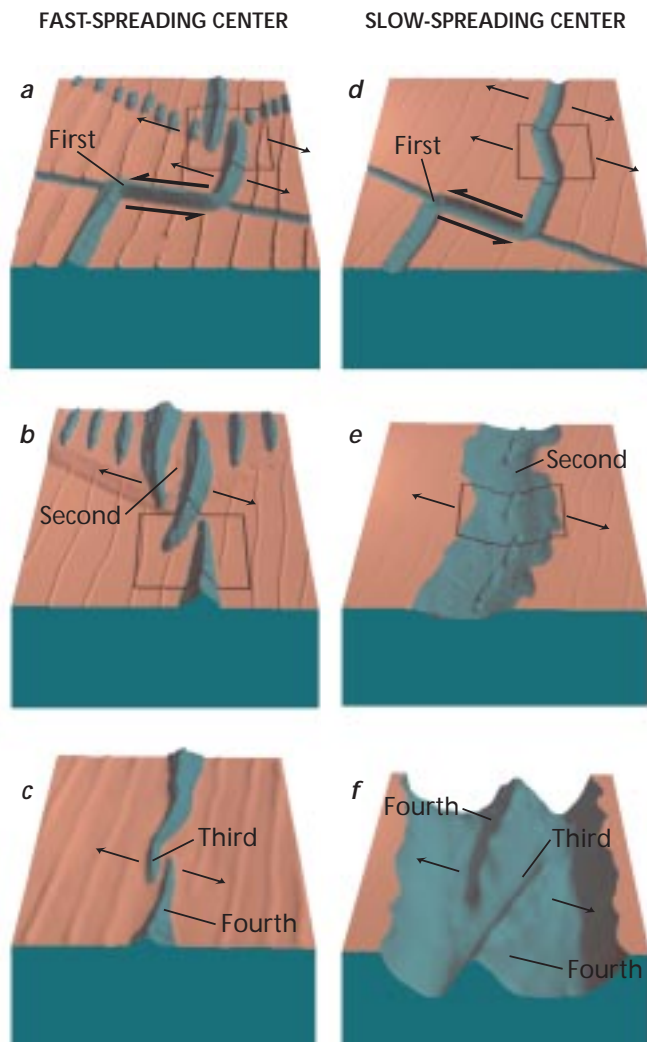 FAST-SPREADING CENTER
SLOW-SPREADING CENTER
a
First
d
First
b
Second
e
Second
c
Third
Fourth
f
Fourth
Third
Fourth